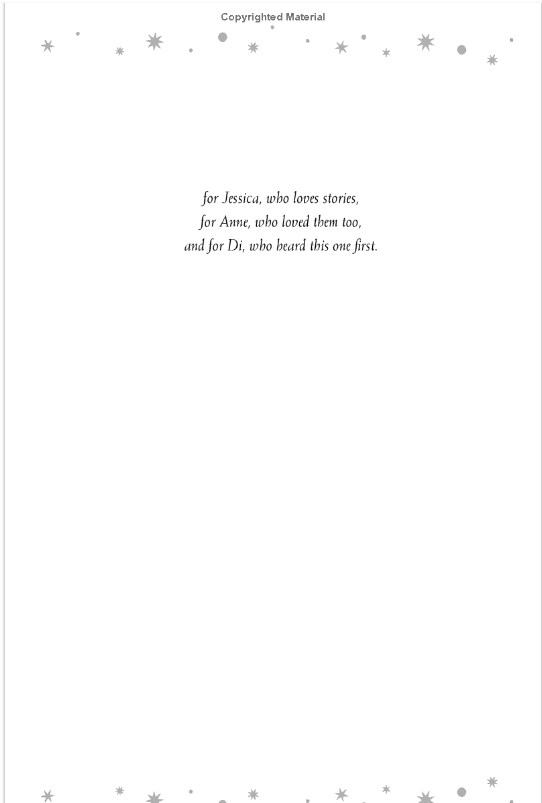 Copyrighted Material
for Jessica, who loves stories,
for Anne, who loved them too,
and for Di, who heard this one first.